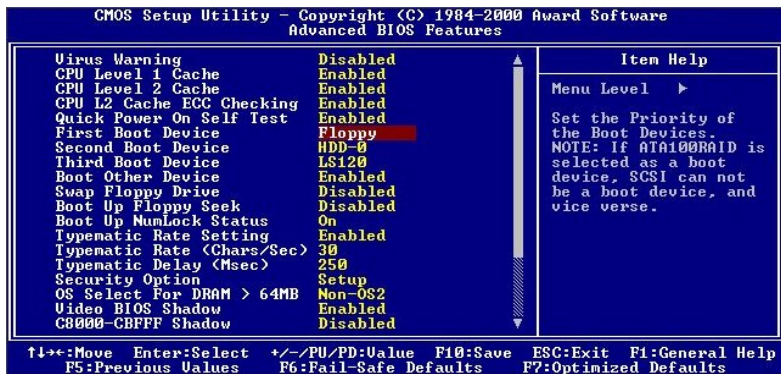 CMOS Setup Utility – Copyright (C) 1984-2000 Award Software
Advanced BIOS Features
Virus Warning Disabled
CPU Level 1 Cache Enabled
CPU Level 2 Cache Enabled
CPU L2 Cache ECC Checking Enabled
Quick Power On Self Test Enabled
First Boot Device Floppy
Second Boot Device HDD-0
Third Boot Device LS120
Boot Other Device Enabled
Swap Floppy Drive Disabled
Boot Up Floppy Seek Disabled
Boot Up NumLock Status On
Typematic Rate Setting Enabled
Typematic Rate (Chars/Sec) 30
Typematic Delay (Msec) 250
Security Option Setup
OS Select For DRAM > 64MB Non-OS2
Video BIOS Shadow Enabled
C8000-CBFFF Shadow Disabled
Item Help
Menu Level ▶
Set the Priority of
the Boot Devices.
NOTE: If ATA100RAID is
selected as a boot
device, SCSI can not
be a boot device, and
vice verse.
↑↓→←:Move Enter:Select +/-/PU/PD:Value F10:Save ESC:Exit F1:General Help
F5:Previous Values F6:Fail-Safe Defaults F7:Optimized Defaults